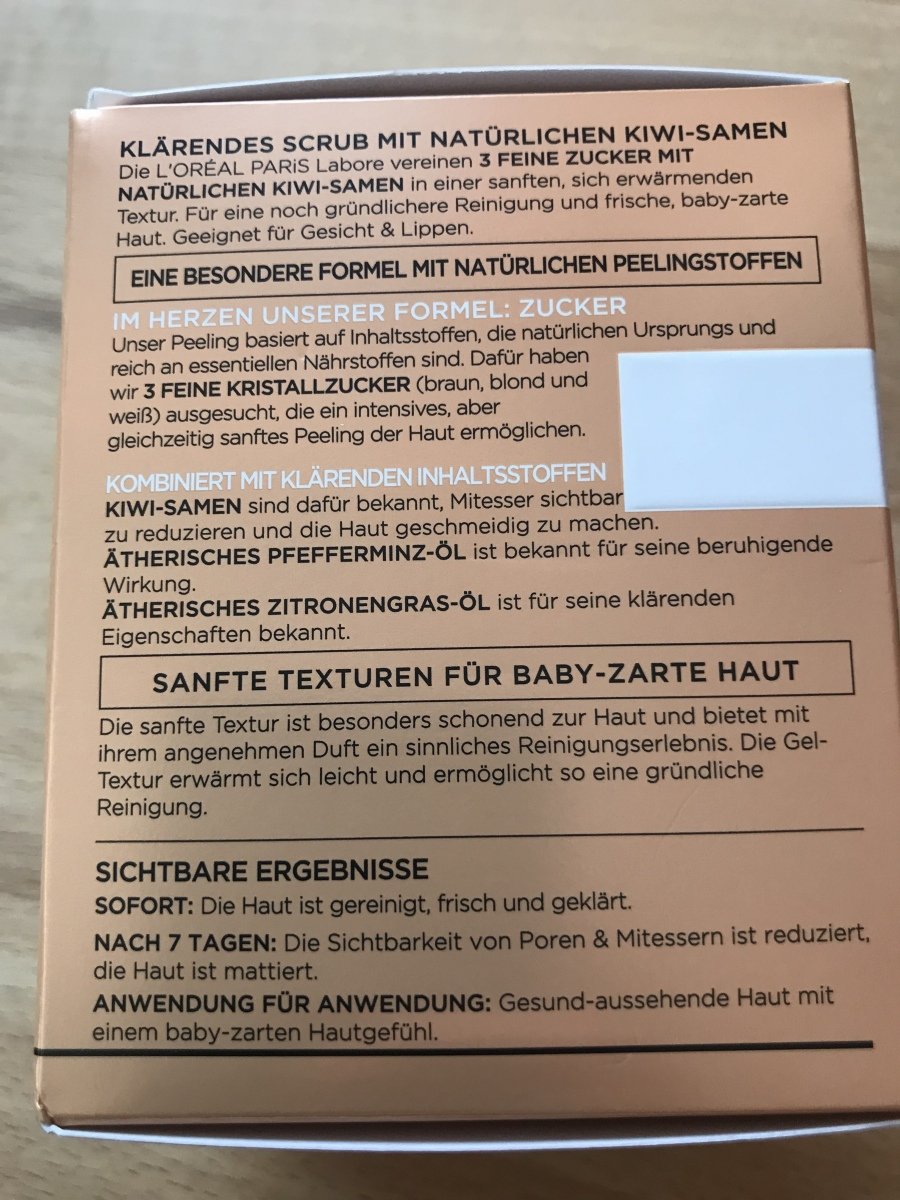 KLÄRENDES SCRUB MIT NATÜRLICHEN KIWI-SAMEN
Die L'ORÉAL PARiS Labore vereinen 3 FEINE ZUCKER MIT
NATÜRLICHEN KIWI-SAMEN in einer sanften, sich erwärmenden
Textur. Für eine noch gründlichere Reinigung und frische, baby-zarte
Haut. Geeignet für Gesicht & Lippen.
EINE BESONDERE FORMEL MIT NATÜRLICHEN PEELINGSTOFFEN
IM HERZEN UNSERER FORMEL: ZUCKER
Unser Peeling basiert auf Inhaltsstoffen, die natürlichen Ursprungs und
reich an essentiellen Nährstoffen sind. Dafür haben
wir 3 FEINE KRISTALLZUCKER (braun, blond und
weiß) ausgesucht, die ein intensives, aber
gleichzeitig sanftes Peeling der Haut ermöglichen.
KOMBINIERT MIT KLÄRENDEN INHALTSSTOFFEN
KIWI-SAMEN sind dafür bekannt, Mitesser sichtbar
zu reduzieren und die Haut geschmeidig zu machen.
ÄTHERISCHES PFEFFERMINZ-ÖL ist bekannt für seine beruhigende
Wirkung.
ÄTHERISCHES ZITRONENGRAS-ÖL ist für seine klärenden
Eigenschaften bekannt.
SANFTE TEXTUREN FÜR BABY-ZARTE HAUT
Die sanfte Textur ist besonders schonend zur Haut und bietet mit
ihrem angenehmen Duft ein sinnliches Reinigungserlebnis. Die Gel-
Textur erwärmt sich leicht und ermöglicht so eine gründliche
Reinigung.
SICHTBARE ERGEBNISSE
SOFORT: Die Haut ist gereinigt, frisch und geklärt.
NACH 7 TAGEN: Die Sichtbarkeit von Poren & Mitessern ist reduziert,
die Haut ist mattiert.
ANWENDUNG FÜR ANWENDUNG: Gesund-aussehende Haut mit
einem baby-zarten Hautgefühl.